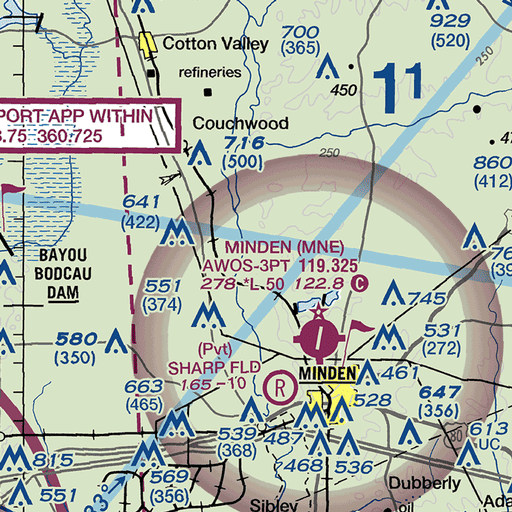 929
(520)
700
(365)
Cotton Valley
250
refineries
450
11
PORT APP WITHIN
3.75 360.725
Couchwood
716
(500)
250
860
(412)
641
(422)
BAYOU
BODCAU
DAM
MINDEN (MNE)
AWOS-3PT 119.325
278 *L 50 122.8 C
551
(374)
745
580
(350)
531
(272)
(Pvt)
SHARP FLD
165 - 10
R
MINDEN
461
663
(465)
647
(356)
528
539
(368)
487
80
613
UC
815
468
536
569
(356)
551
Dubberly
Sibley
oil
Ada